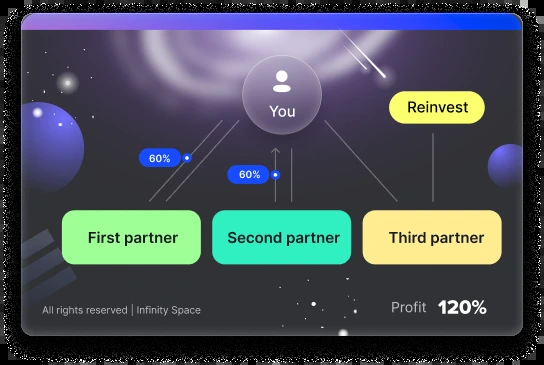 You
Reinvest
60%
60%
First partner
Second partner
Third partner
All rights reserved | Infinity Space
Profit 120%